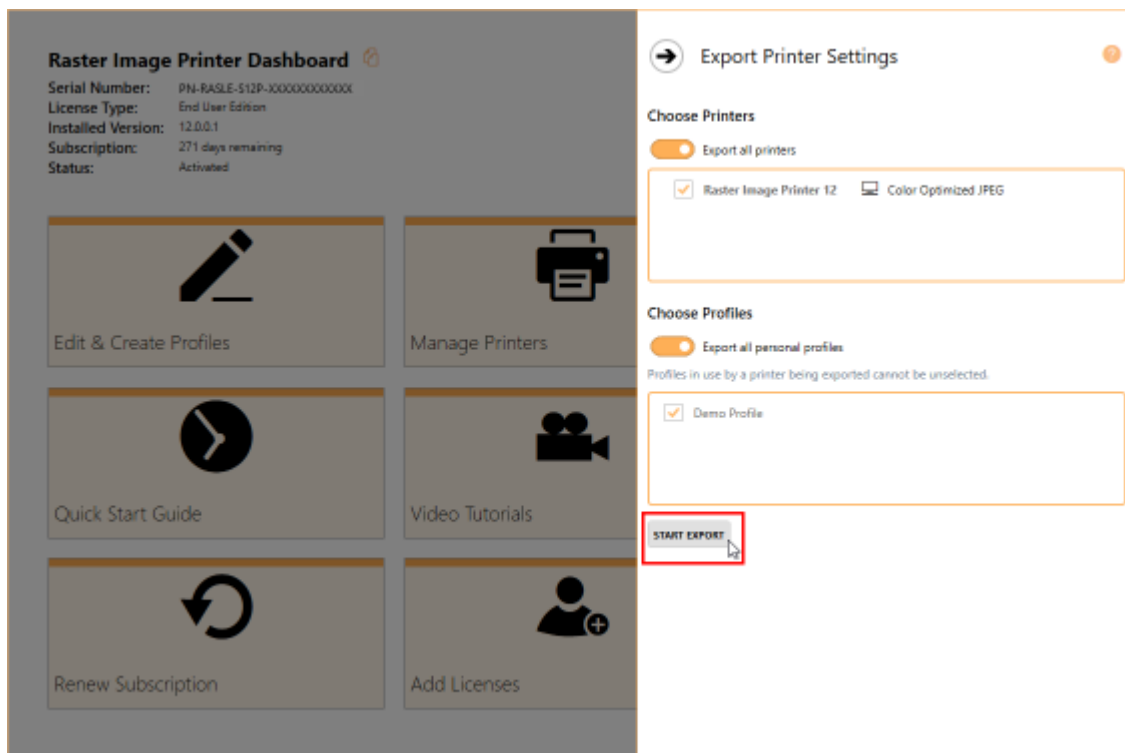 Raster Image Printer Dashboard
Serial Number: PN-RASLE-S12P-XXXXXXXXXXXXX
License Type: End User Edition
Installed Version: 12.0.0.1
Subscription: 271 days remaining
Status: Activated
Edit & Create Profiles
Manage Printers
Quick Start Guide
Video Tutorials
Renew Subscription
Add Licenses
Export Printer Settings
?
Choose Printers
Export all printers
Raster Image Printer 12 Color Optimized JPEG
Choose Profiles
Export all personal profiles
Profiles in use by a printer being exported cannot be unselected.
Demo Profile
START EXPORT